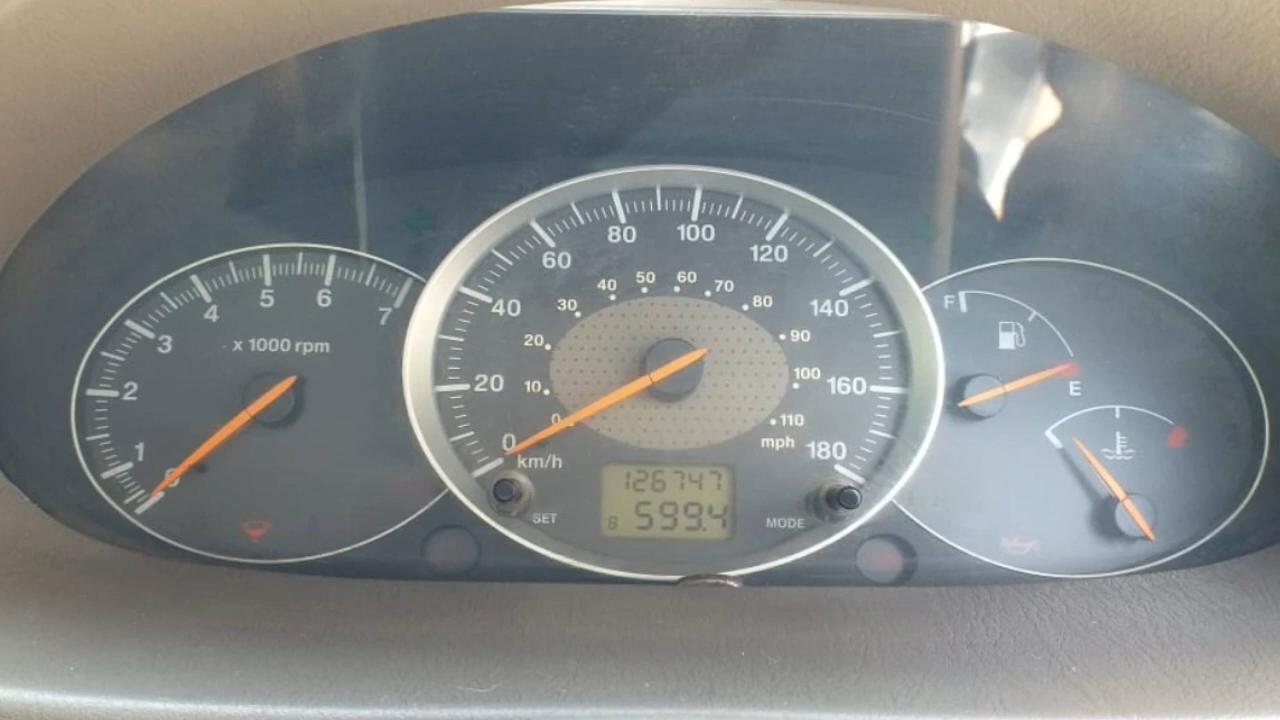 1 2 3 4 5 6 7
x 1000 rpm
0 20 40 60 80 100 120 140 160 180
km/h
0 10 20 30 40 50 60 70 80 90 100 110
mph
126747
8 599.4
SET
MODE
F
E